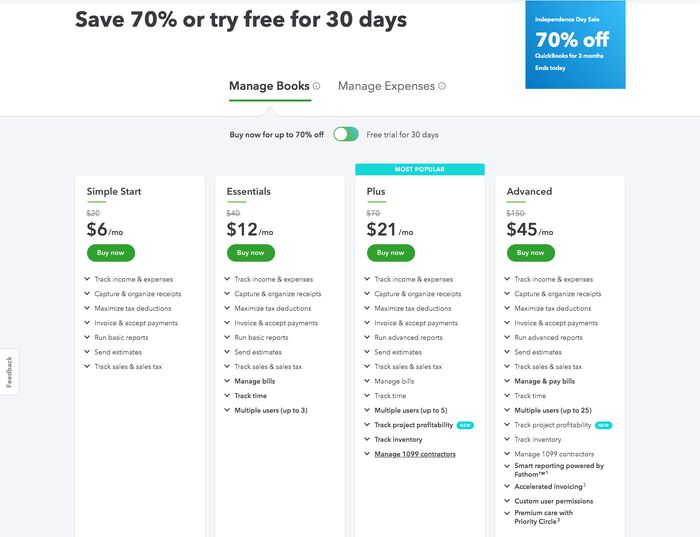 Save 70% or try free for 30 days
Independence Day Sale
70% off
QuickBooks for 3 months
Ends today
Manage Books
Manage Expenses
Buy now for up to 70% off
Free trial for 30 days
Simple Start
$20
$6/mo
Buy now
Track income & expenses
Capture & organize receipts
Maximize tax deductions
Invoice & accept payments
Run basic reports
Send estimates
Track sales & sales tax
Essentials
$40
$12/mo
Buy now
Track income & expenses
Capture & organize receipts
Maximize tax deductions
Invoice & accept payments
Run basic reports
Send estimates
Track sales & sales tax
Manage bills
Track time
Multiple users (up to 3)
MOST POPULAR
Plus
$70
$21/mo
Buy now
Track income & expenses
Capture & organize receipts
Maximize tax deductions
Invoice & accept payments
Run advanced reports
Send estimates
Track sales & sales tax
Manage bills
Track time
Multiple users (up to 5)
Track project profitability NEW
Track inventory
Manage 1099 contractors
Advanced
$150
$45/mo
Buy now
Track income & expenses
Capture & organize receipts
Maximize tax deductions
Invoice & accept payments
Run advanced reports
Send estimates
Track sales & sales tax
Manage & pay bills
Track time
Multiple users (up to 25)
Track project profitability NEW
Track inventory
Manage 1099 contractors
Smart reporting powered by
Fathom™¹
Accelerated invoicing²
Custom user permissions
Premium care with
Priority Circle³
Feedback